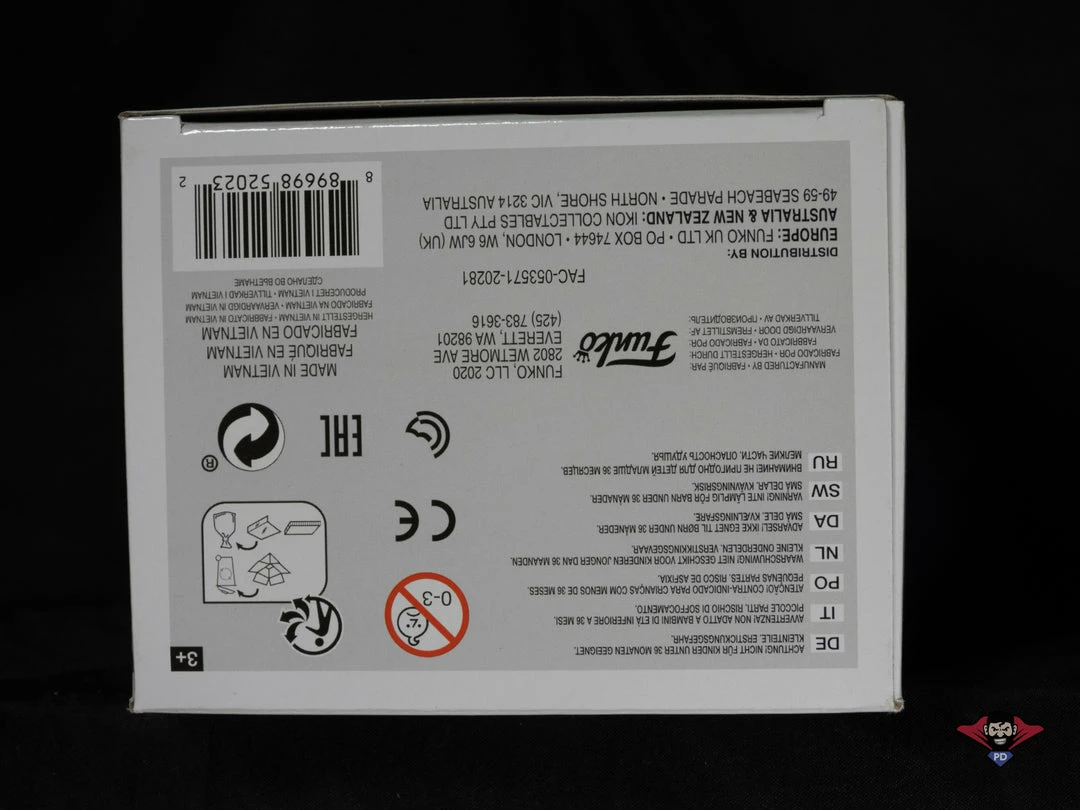 3+
0-3
DE
ACHTUNG! NICHT FÜR KINDER UNTER 36 MONATEN GEEIGNET.
KLEINTEILE. ERSTICKUNGSGEFAHR.
IT
AVVERTENZA! NON ADATTO A BAMBINI DI ETÀ INFERIORE A 36 MESI.
PICCOLE PARTI. RISCHIO DI SOFFOCAMENTO.
PO
ATENÇÃO! CONTRA-INDICADO PARA CRIANÇAS COM MENOS DE 36 MESES.
PEQUENAS PARTES. RISCO DE ASFIXIA.
NL
WAARSCHUWING! NIET GESCHIKT VOOR KINDEREN JONGER DAN 36 MAANDEN.
KLEINE ONDERDELEN. VERSTIKKINGSGEVAAR.
DA
ADVARSEL! IKKE EGNET TIL BØRN UNDER 36 MÅNEDER.
SMÅ DELE. KVÆLNINGSFARE.
SW
VARNING! INTE LÄMPLIG FÖR BARN UNDER 36 MÅNADER.
SMÅ DELAR. KVÄVNINGSRISK.
RU
ВНИМАНИЕ! НЕ ПРИГОДНО ДЛЯ ДЕТЕЙ МЛАДШЕ 36 МЕСЯЦЕВ.
МЕЛКИЕ ЧАСТИ. ОПАСНОСТЬ УДУШЬЯ.
CE
EAC
®
MANUFACTURED BY • FABRIQUÉ PAR:
FABRICADO POR • HERGESTELLT DURCH:
FABRICATO DA • FABRICADO POR:
VERVAARDIGD DOOR • FREMSTILLET AF:
TILLVERKAD AV • ПРОИЗВОДИТЕЛЬ:
Funko
FUNKO, LLC 2020
2802 WETMORE AVE
EVERETT, WA 98201
(425) 783-3616
FAC-053571-20281
MADE IN VIETNAM
FABRIQUÉ EN VIETNAM
FABRICADO EN VIETNAM
HERGESTELLT IN VIETNAM • FABBRICATO IN VIETNAM
FABRICADO NA VIETNAM • VERVAARDIGD IN VIETNAM
PRODUCERET I VIETNAM • TILLVERKAD I VIETNAM
СДЕЛАНО ВО ВЬЕТНАМЕ
DISTRIBUTION BY:
EUROPE: FUNKO UK LTD • PO BOX 74644 • LONDON, W6 6JW (UK)
AUSTRALIA & NEW ZEALAND: IKON COLLECTABLES PTY LTD
49-59 SEABEACH PARADE • NORTH SHORE, VIC 3214 AUSTRALIA
8 89698 52023 2
PD